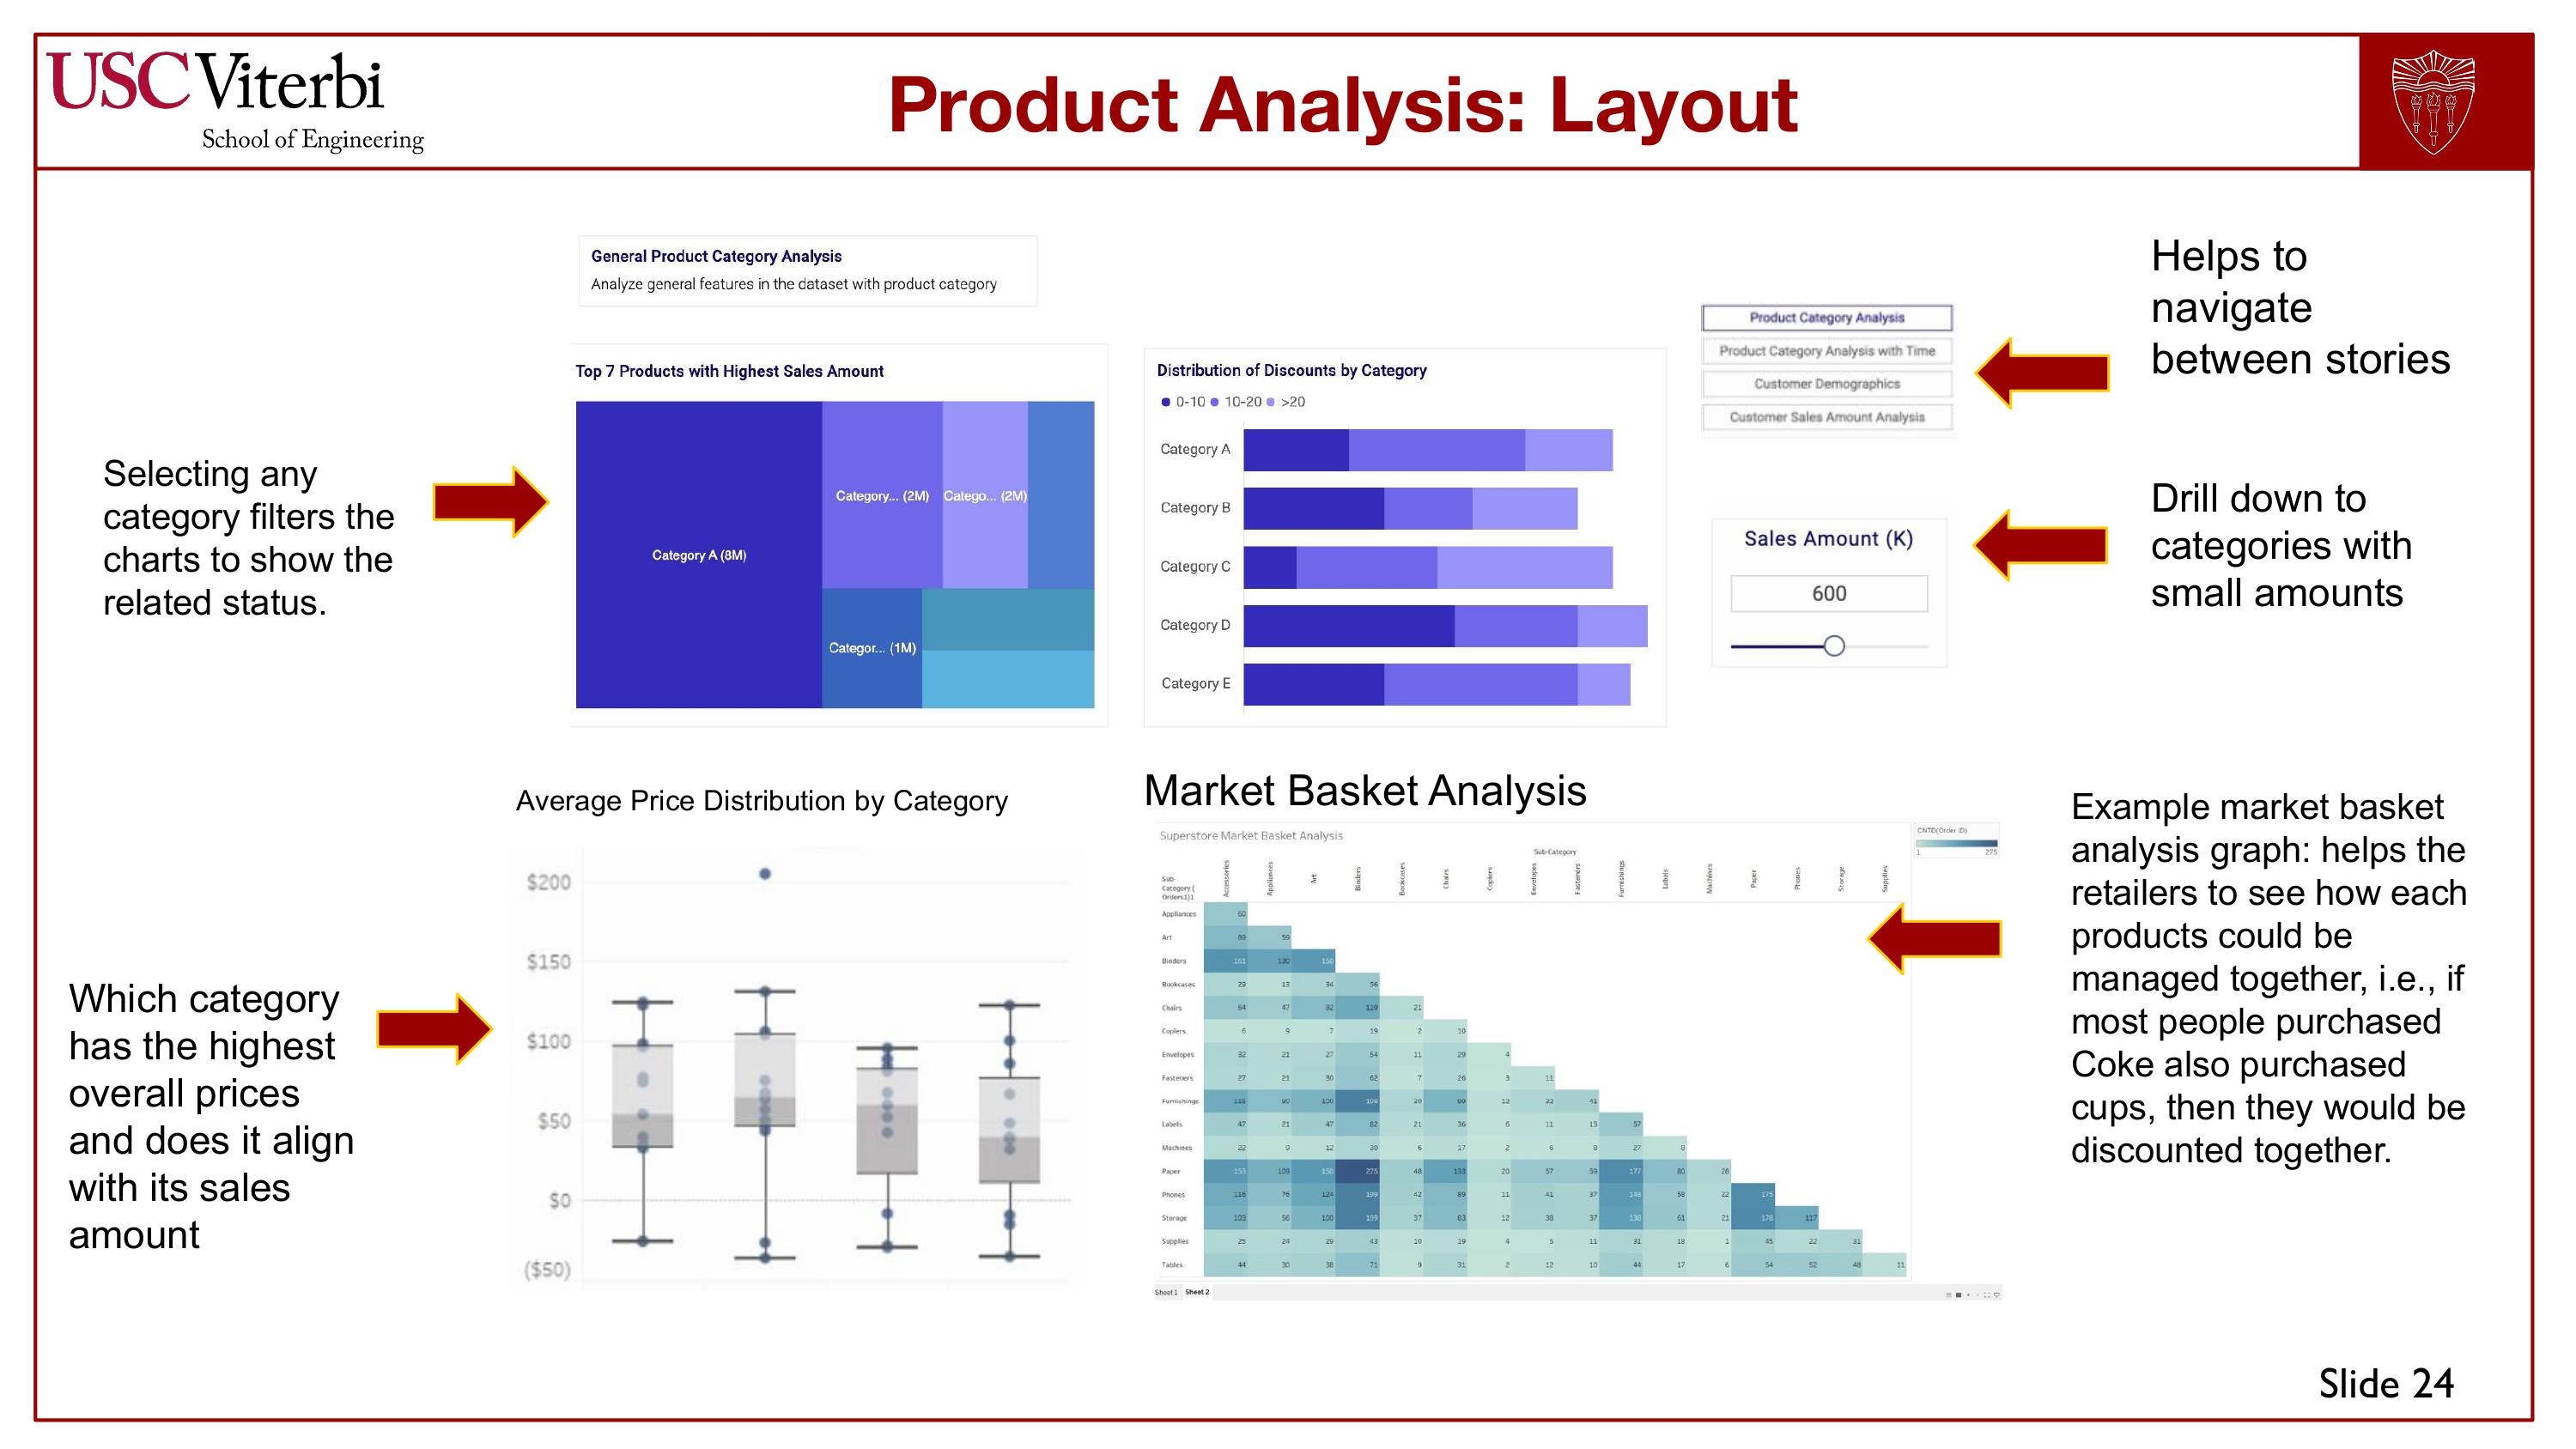 USC Viterbi
School of Engineering
Product Analysis: Layout
General Product Category Analysis
Analyze general features in the dataset with product category
Helps to
navigate
between stories
Product Category Analysis
Product Category Analysis with Time
Customer Demographics
Customer Sales Amount Analysis
Selecting any
category filters the
charts to show the
related status.
Top 7 Products with Highest Sales Amount
Category A (8M)
Category... (2M)
Catego... (2M)
Categor... (1M)
Distribution of Discounts by Category
0-10 10-20 >20
Category A
Category B
Category C
Category D
Category E
Drill down to
categories with
small amounts
Sales Amount (K)
600
Which category
has the highest
overall prices
and does it align
with its sales
amount
Average Price Distribution by Category
$200
$150
$100
$50
$0
($50)
Market Basket Analysis
Superstore Market Basket Analysis
CNTD(Order ID)
1 275
Sub-Category
Sub-
Category (
Orders1)1
Accessories Appliances Art Binders Bookcases Chairs Copiers Envelopes Fasteners Furnishings Labels Machines Paper Phones Storage Supplies
Appliances 60
Art 89 59
Binders 161 130 150
Bookcases 29 13 34 56
Chairs 64 47 82 119 21
Copiers 6 9 7 19 2 10
Envelopes 32 21 27 54 11 29 4
Fasteners 27 21 30 62 7 26 3 11
Furnishings 90 100 20 12 22 41
Labels 47 21 47 82 21 36 6 11 15 57
Machines 22 9 12 30 6 17 2 6 8 27 9
Paper 153 150 275 48 133 20 57 59 177 80 28
Phones 76 124 199 42 89 11 41 37 58 22 175
Storage 103 56 100 199 37 83 12 38 37 61 21 117
Supplies 25 24 29 43 10 19 4 5 11 31 18 1 45 22 31
Tables 44 30 38 71 9 31 2 12 10 44 17 6 54 52 48 11
Sheet 1 Sheet 2
Example market basket
analysis graph: helps the
retailers to see how each
products could be
managed together, i.e., if
most people purchased
Coke also purchased
cups, then they would be
discounted together.
Slide 24